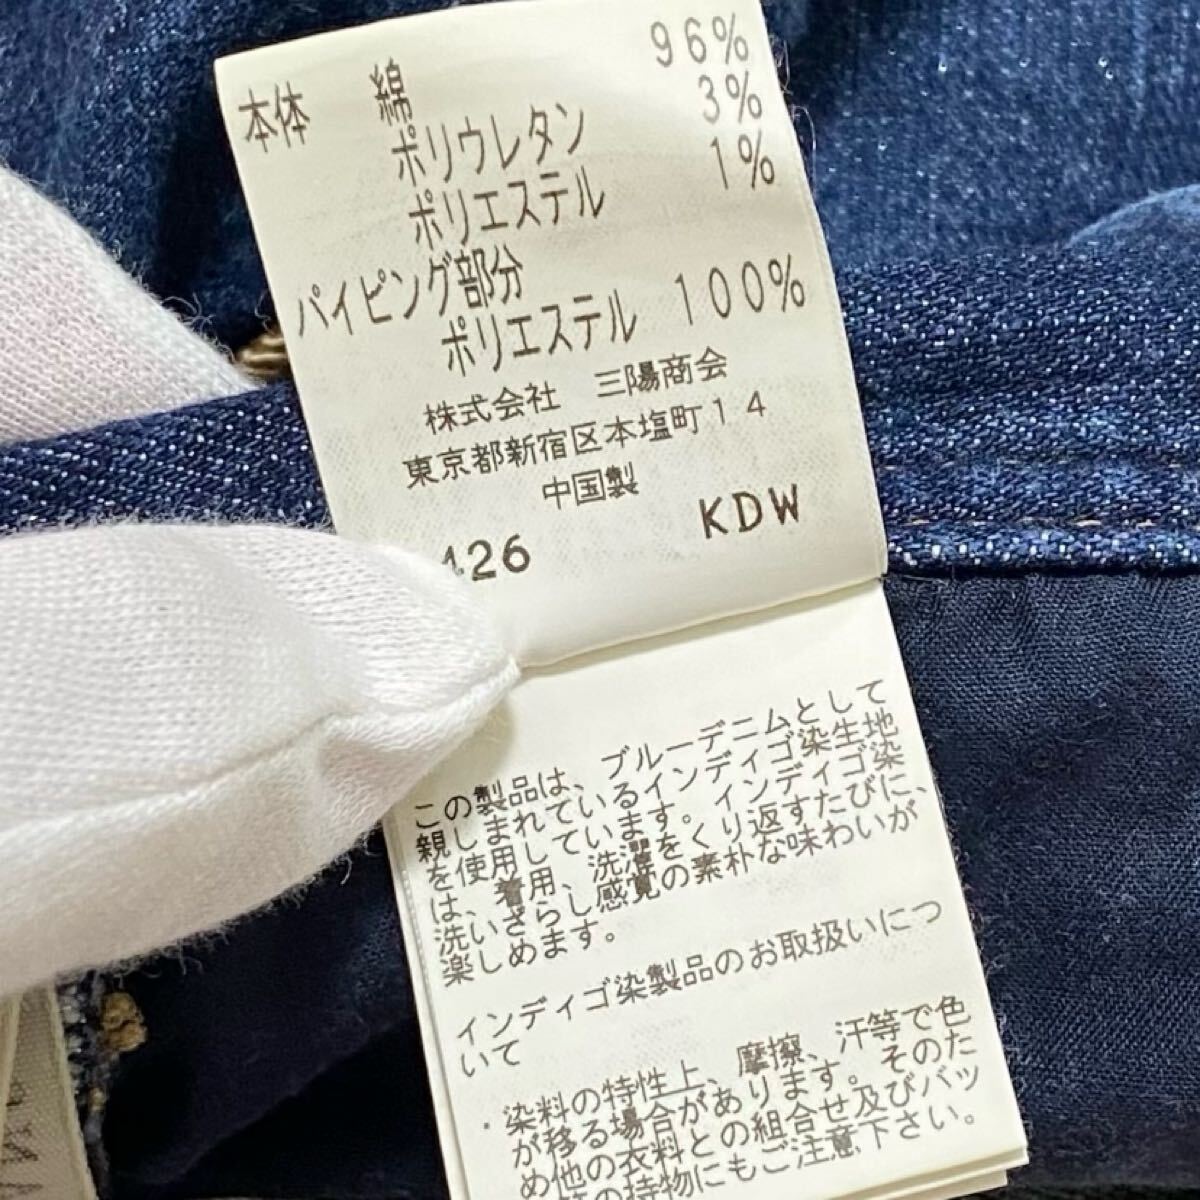 本体 綿 96%
ポリウレタン 3%
ポリエステル 1%
パイピング部分
ポリエステル 100%
株式会社 三陽商会
東京都新宿区本塩町14
中国製
126 KDW
この製品は、ブルーデニムとして
親しまれているインディゴ染生地
を使用しています。インディゴ染
は、着用、洗濯をくり返すたびに、
洗いざらし感覚の素朴な味わいが
楽しめます。
インディゴ染製品のお取扱いにつ
いて
・染料の特性上、摩擦、汗等で色
が移る場合があります。そのた
め他の衣料との組合せ及びバッ
の持物にもご注意下さい。